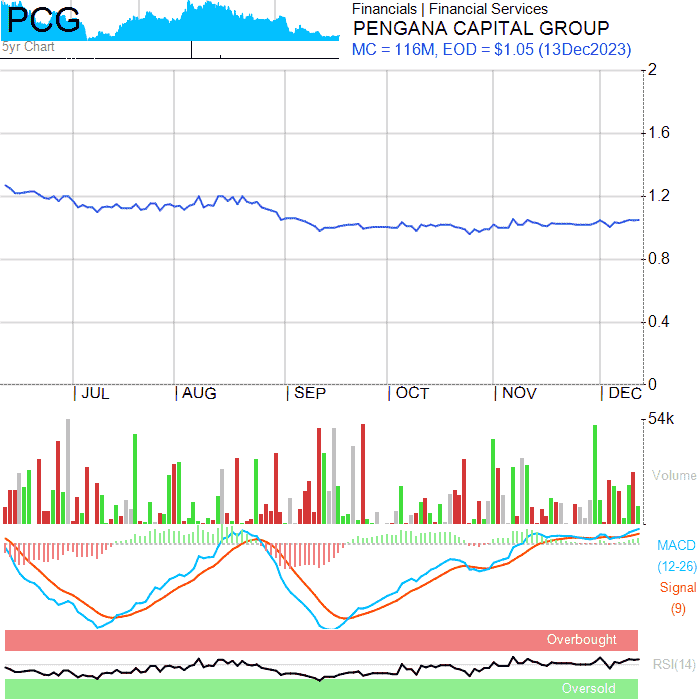 PCG
5yr Chart
Financials | Financial Services
PENGANA CAPITAL GROUP
MC = 116M, EOD = $1.05 (13Dec2023)
2
1.6
1.2
0.8
0.4
0
| JUL | AUG | SEP | OCT | NOV | DEC
54k
Volume
MACD
(12-26)
Signal
(9)
Overbought
RSI(14)
Oversold